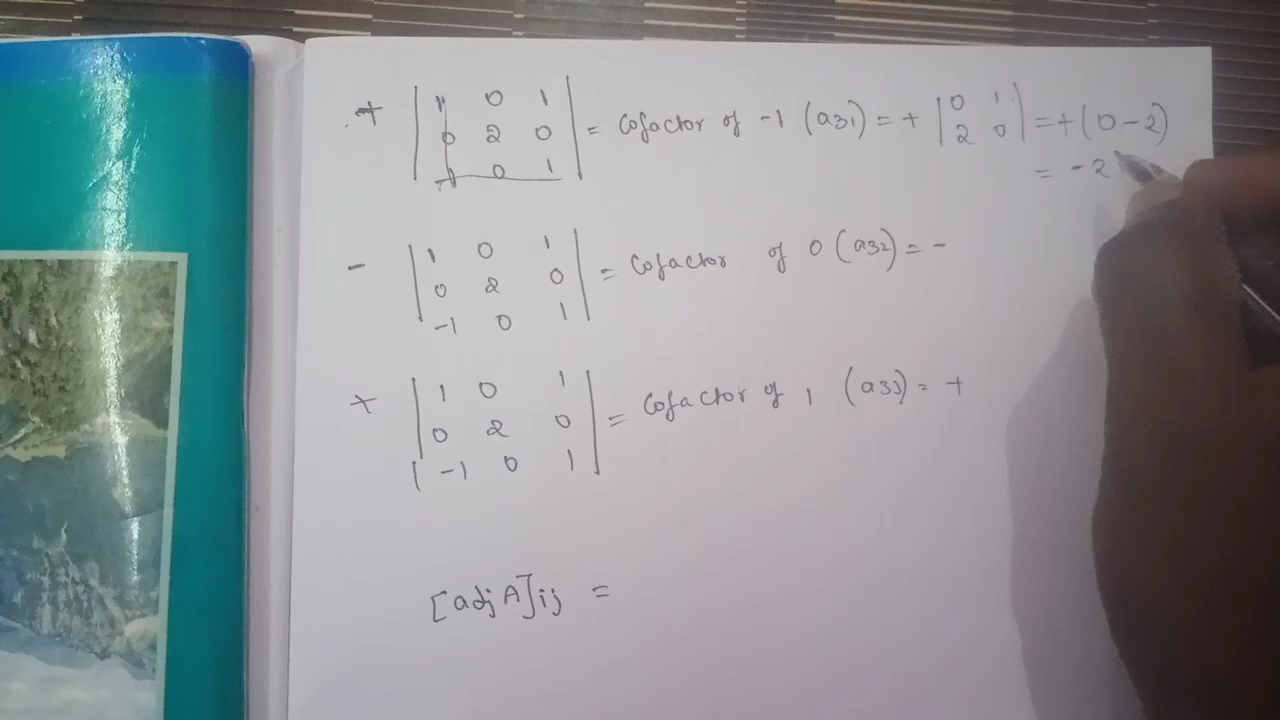 + | 1 0 1 | = Cofactor of -1 (a31) = + | 0 1 | = +(0-2)
| 0 2 0 | | 2 0 | = -2
| -1 0 1 |
- | 1 0 1 | = Cofactor of 0 (a32) = -
| 0 2 0 |
| -1 0 1 |
+ | 1 0 1 | = Cofactor of 1 (a33) = +
| 0 2 0 |
| -1 0 1 |
[adj A]ij =